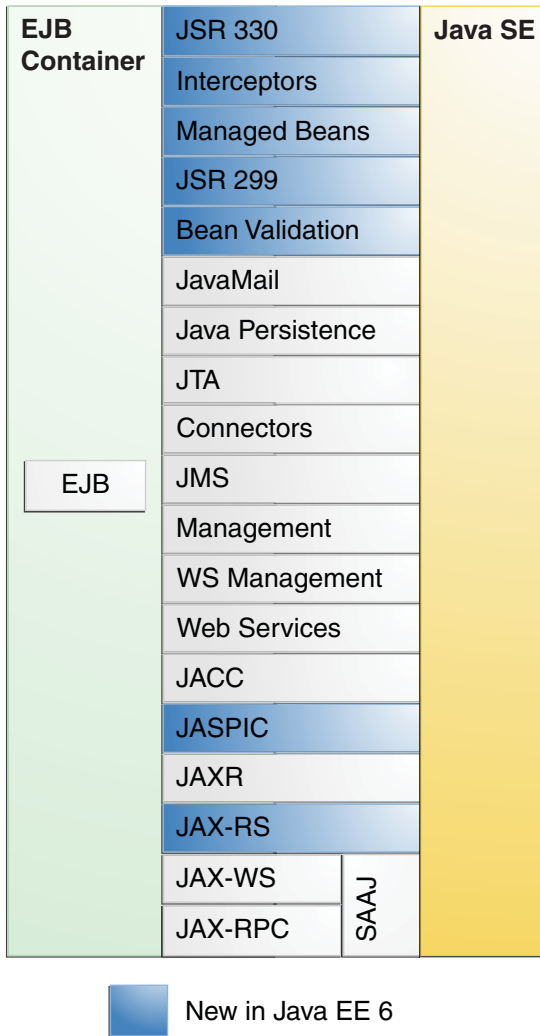 EJB
Container
EJB
JSR 330
Interceptors
Managed Beans
JSR 299
Bean Validation
JavaMail
Java Persistence
JTA
Connectors
JMS
Management
WS Management
Web Services
JACC
JASPIC
JAXR
JAX-RS
JAX-WS
JAX-RPC
SAAJ
Java SE
New in Java EE 6